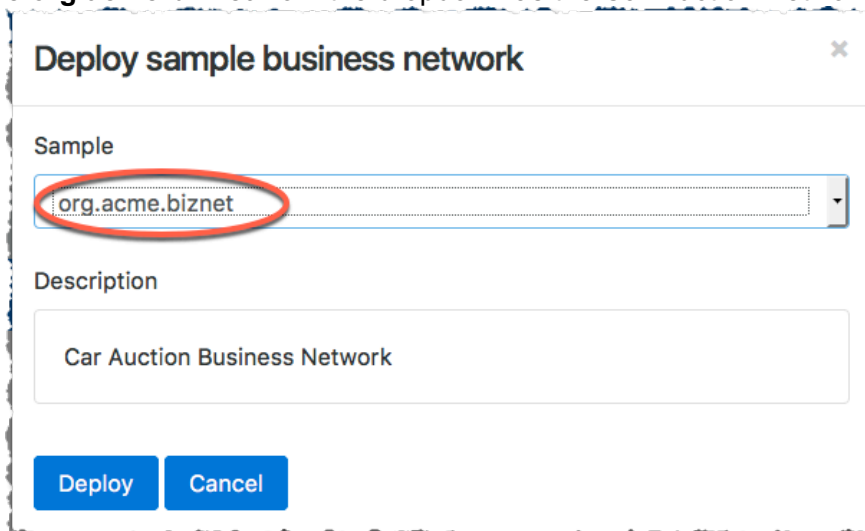 Deploy sample business network
×
Sample
org.acme.biznet
Description
Car Auction Business Network
Deploy Cancel